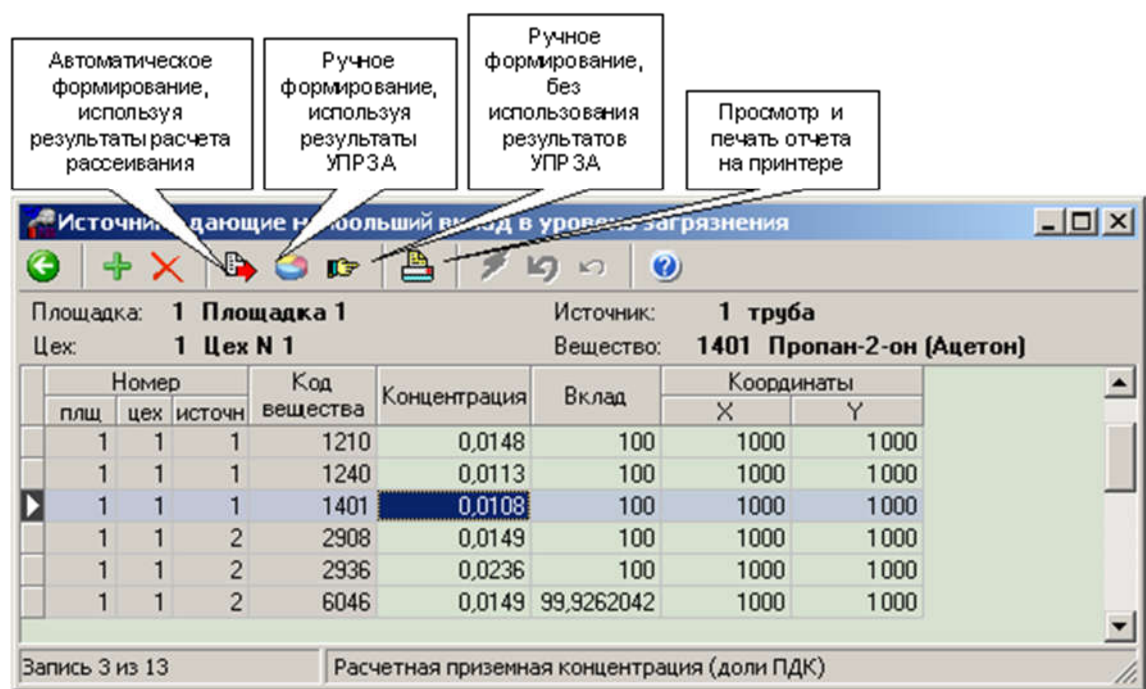 Автоматическое
формирование,
используя
результаты расчета
рассеивания
Ручное
формирование,
используя
результаты
УПРЗА
Ручное
формирование,
без
использования
результатов
УПРЗА
Просмотр и
печать отчета
на принтере
вклад в уровень загрязнения
Площадка: 1 Площадка 1 Источник: 1 труба
Цех: 1 Цех N 1 Вещество: 1401 Пропан-2-он (Ацетон)
Номер Код вещества Концентрация Вклад Координаты
плщ цех источн X Y
1 1 1 1210 0,0148 100 1000 1000
1 1 1 1240 0,0113 100 1000 1000
1 1 1 1401 0,0108 100 1000 1000
1 1 2 2908 0,0149 100 1000 1000
1 1 2 2936 0,0236 100 1000 1000
1 1 2 6046 0,0149 99,9262042 1000 1000
Запись 3 из 13 Расчетная приземная концентрация (доли ПДК)